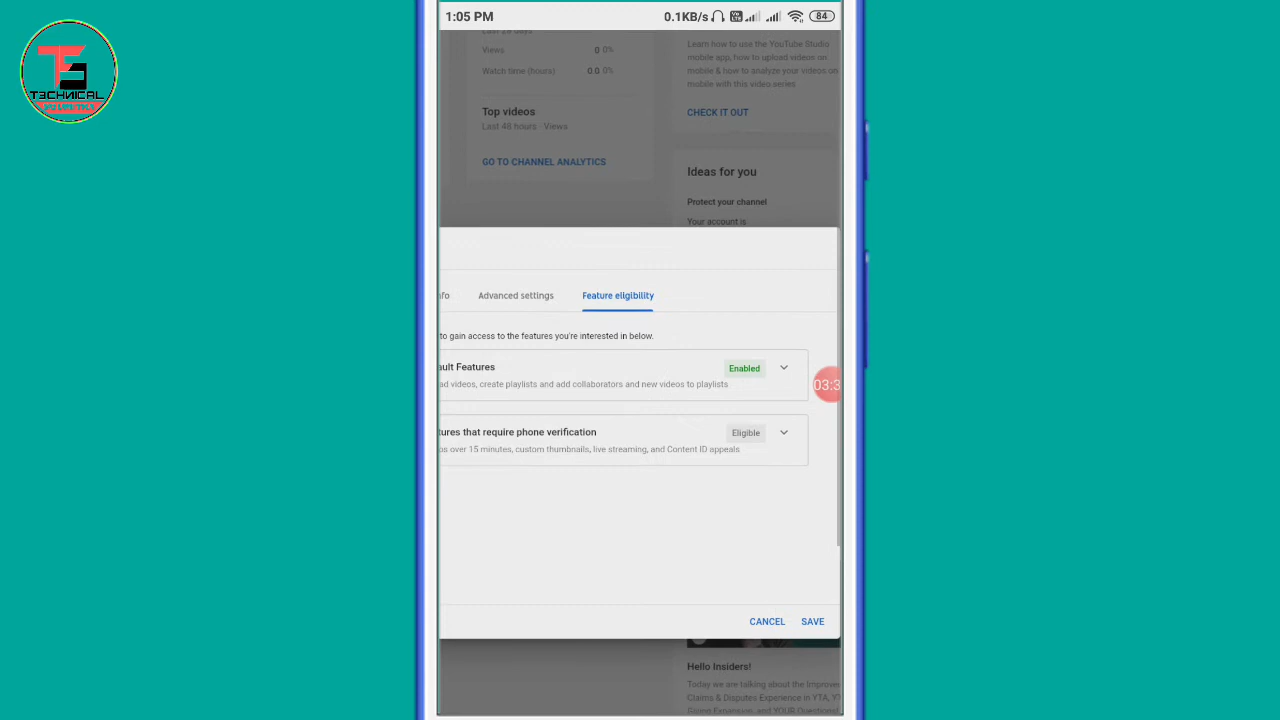 1:05 PM
0.1KB/s
84
TECHNICAL
Views 0 0%
Watch time (hours) 0.0 0%
Top videos
Last 48 hours · Views
GO TO CHANNEL ANALYTICS
Learn how to use the YouTube Studio
mobile app, how to upload videos on
mobile & how to analyze your videos on
mobile with this video series
CHECK IT OUT
Ideas for you
Protect your channel
Your account is
nfo
Advanced settings
Feature eligibility
to gain access to the features you're interested in below.
ault Features
Enabled
ad videos, create playlists and add collaborators and new videos to playlists
tures that require phone verification
Eligible
os over 15 minutes, custom thumbnails, live streaming, and Content ID appeals
03:3
CANCEL
SAVE
Hello Insiders!
Today we are talking about the Improve
Claims & Disputes Experience in YTA, Y